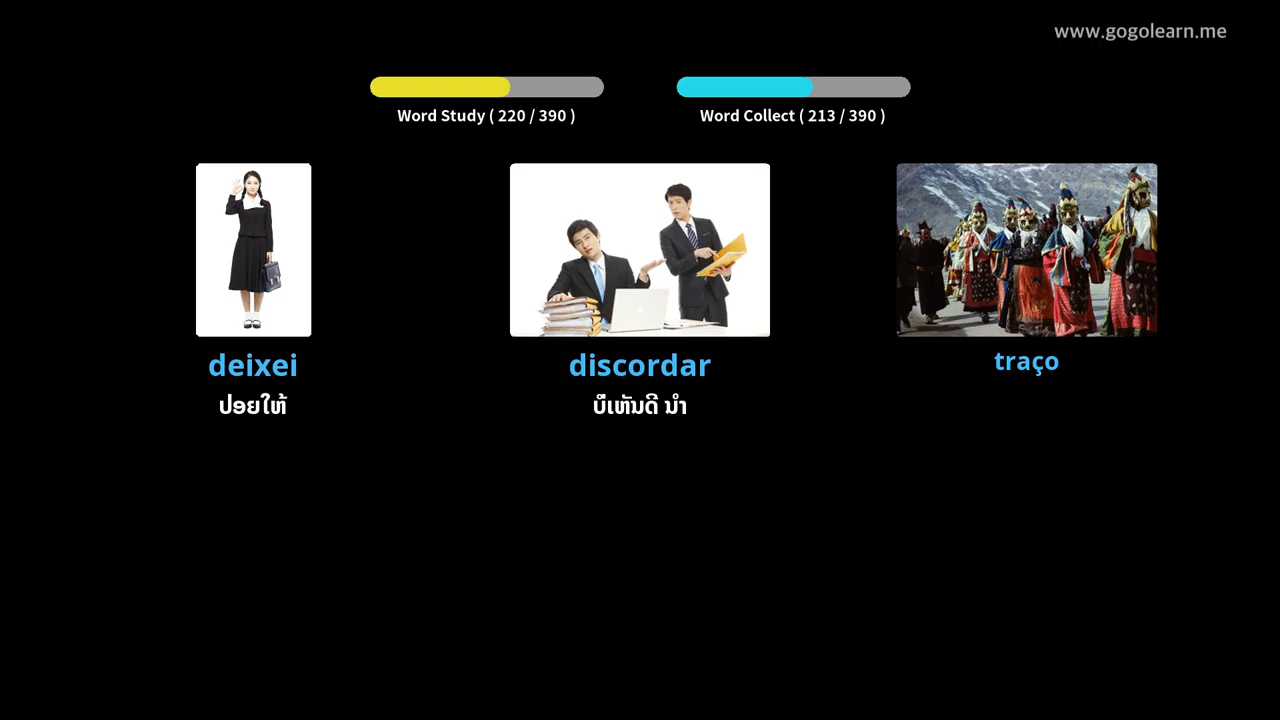 www.gogolearn.me
Word Study ( 220 / 390 )
Word Collect ( 213 / 390 )
deixei
discordar
traço
ປ່ອຍໃຫ້
ບໍ່ເຫັນດີ ນຳ